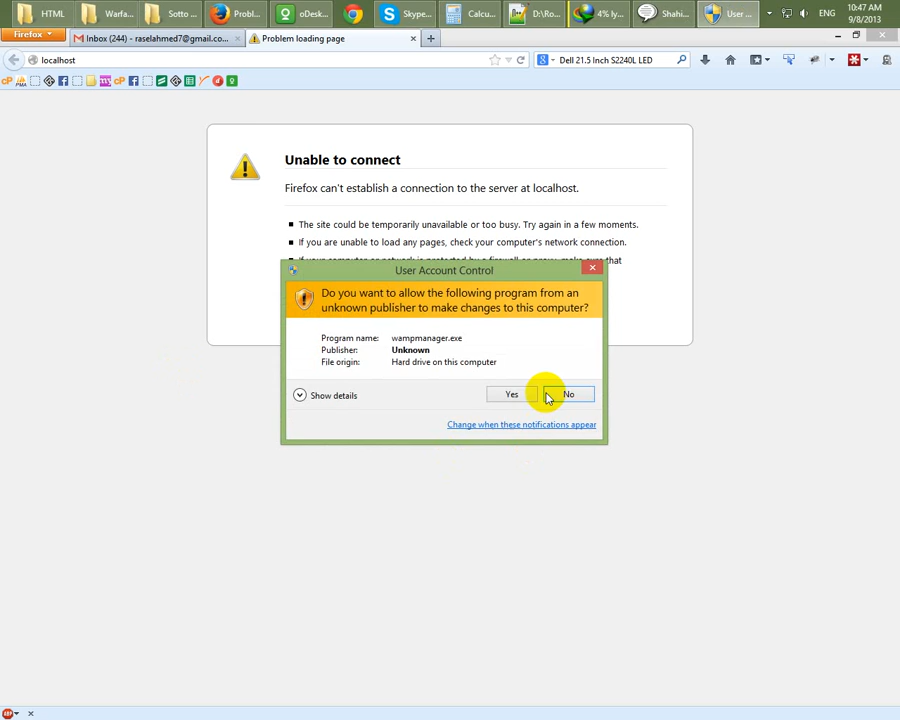 HTML Warfa... Sotto ... Probl... oDesk... Skype... Calcu... D:\Ro... 4% ly... Shahi... User ... ENG 10:47 AM
9/8/2013
Firefox Inbox (244) - raselahmed7@gmail.co... Problem loading page
localhost Dell 21.5 Inch S2240L LED
Unable to connect
Firefox can't establish a connection to the server at localhost.
The site could be temporarily unavailable or too busy. Try again in a few moments.
If you are unable to load any pages, check your computer's network connection.
User Account Control
Do you want to allow the following program from an
unknown publisher to make changes to this computer?
Program name: wampmanager.exe
Publisher: Unknown
File origin: Hard drive on this computer
Show details Yes No
Change when these notifications appear